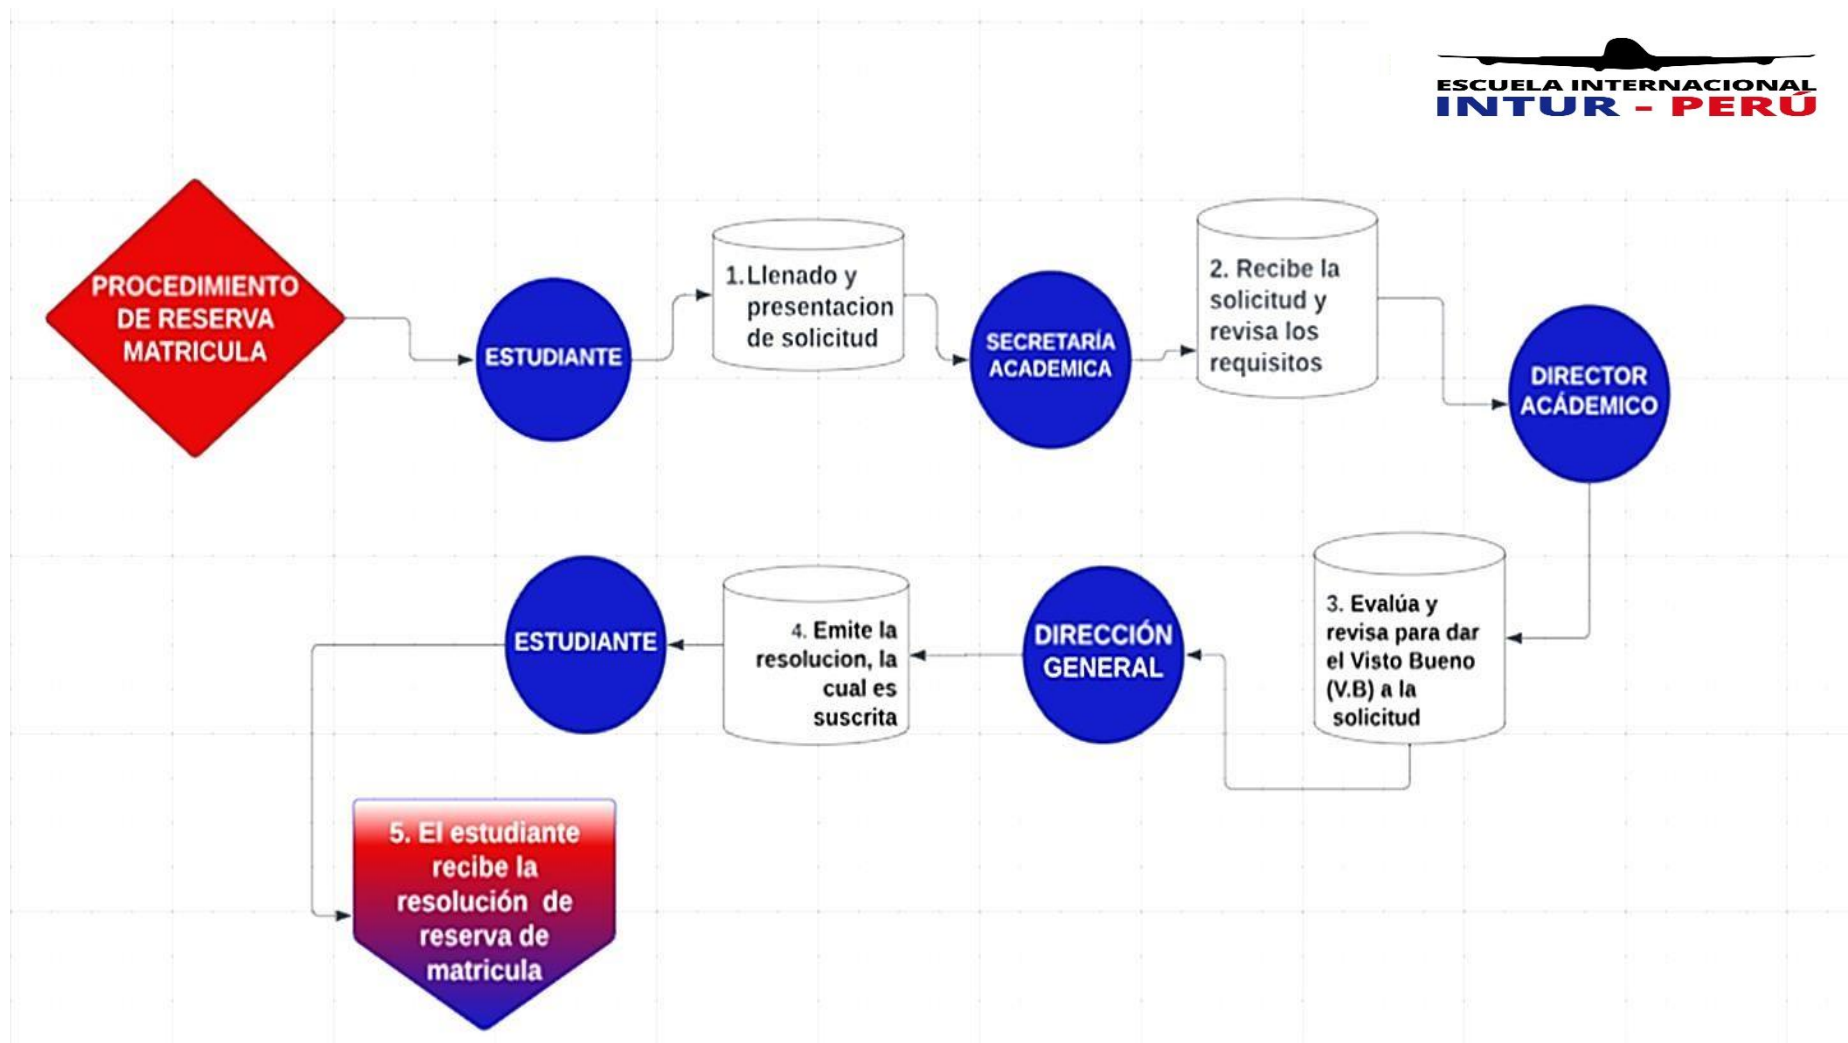 ESCUELA INTERNACIONAL
INTUR - PERÚ
PROCEDIMIENTO
DE RESERVA
MATRICULA
ESTUDIANTE
1.Llenado y
presentacion
de solicitud
SECRETARÍA
ACADEMICA
2. Recibe la
solicitud y
revisa los
requisitos
DIRECTOR
ACÁDEMICO
3. Evalúa y
revisa para dar
el Visto Bueno
(V.B) a la
solicitud
DIRECCIÓN
GENERAL
4. Emite la
resolucion, la
cual es
suscrita
ESTUDIANTE
5. El estudiante
recibe la
resolución de
reserva de
matricula